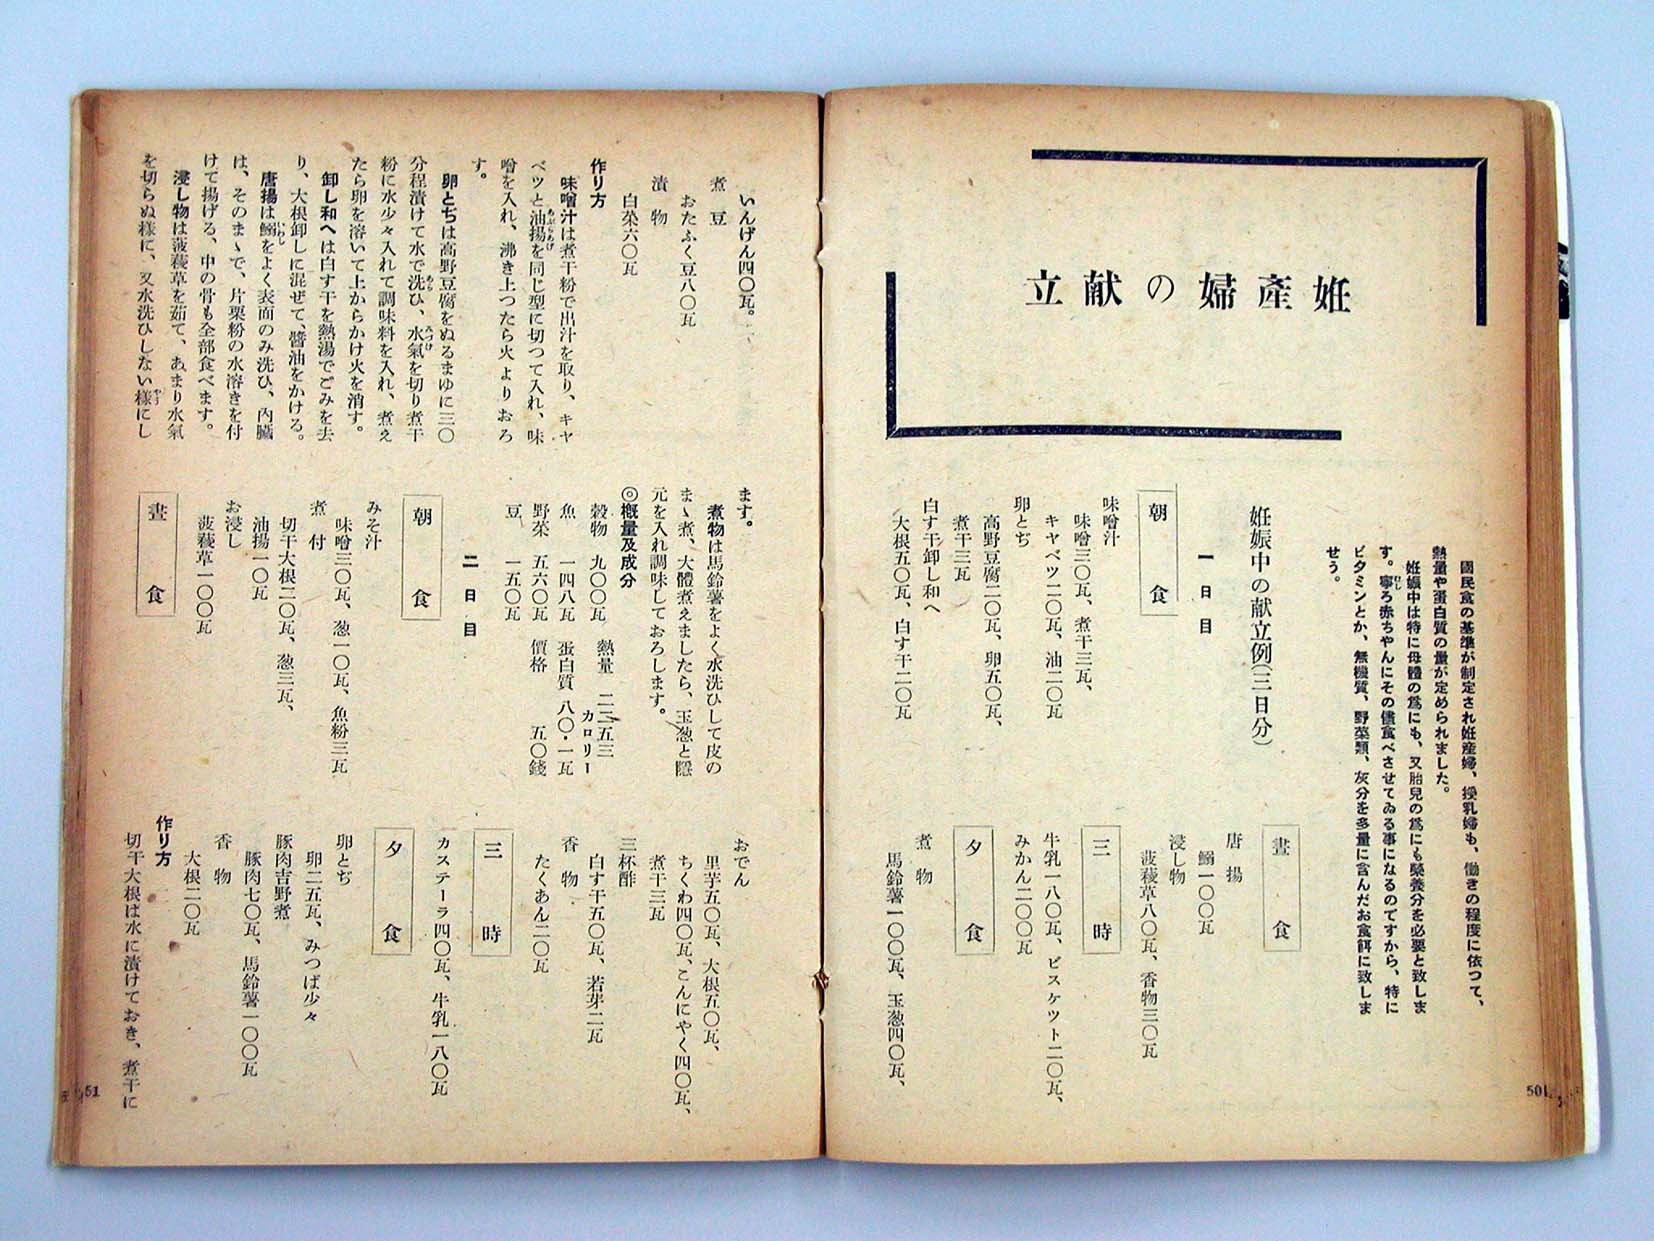 妊產婦の献立
國民食の基準が制定され妊産婦、授乳婦も、働きの程度に依つて、
熱量や蛋白質の量が定められました。
妊娠中は特に母體の爲にも、又胎兒の爲にも榮養分を必要と致しま
す。寧ろ赤ちやんにその儘食べさせてゐる事になるのですから、特に
ビタミンとか、無機質、野菜類、灰分を多量に含んだお食餌に致しま
せう。
妊娠中の献立例(三日分)
一日目
朝食
味噌汁
味噌三〇瓦、煮干三瓦、
キヤベツ二〇瓦、油二〇瓦
卵とぢ
高野豆腐二〇瓦、卵五〇瓦、
煮干三瓦
白す干卸し和へ
大根五〇瓦、白す干二〇瓦
晝食
唐揚
鰯一〇〇瓦
浸し物
菠薐草八〇瓦、香物三〇瓦
三時
牛乳一八〇瓦、ビスケツト二〇瓦、
みかん二〇〇瓦
夕食
煮物
馬鈴薯一〇〇瓦、玉葱四〇瓦、
501
いんげん四〇瓦。
煮豆
おたふく豆八〇瓦
漬物
白菜六〇瓦
作り方
味噌汁は煮干粉で出汁を取り、キヤ
ベツと油揚を同じ型に切つて入れ、味
噌を入れ、沸き上つたら火よりおろ
す。
卵とぢは高野豆腐をぬるまゆに三〇
分程漬けて水で洗ひ、水氣を切り煮干
粉に水少々入れて調味料を入れ、煮え
たら卵を溶いて上からかけ火を消す。
卸し和へは白す干を熱湯でごみを去
り、大根卸しに混ぜて、醬油をかける。
唐揚は鰯をよく表面のみ洗ひ、內臟
は、そのまゝで、片栗粉の水溶きを付
けて揚げる、中の骨も全部食べます。
浸し物は菠薐草を茹て、あまり水氣
を切らぬ樣に、又水洗ひしない樣にし
ます。
煮物は馬鈴薯をよく水洗ひして皮の
まゝ煮、大體煮えましたら、玉葱と隱
元を入れ調味しておろします。
◎槪量及成分
穀物 九〇〇瓦 熱量 二二五三カロリー
魚 一四八瓦 蛋白質 八〇・一瓦
野菜 五六〇瓦 價格 五〇錢
豆 一五〇瓦
二日目
朝食
みそ汁
味噌三〇瓦、葱一〇瓦、魚粉三瓦
煮付
切干大根二〇瓦、葱三瓦、
油揚一〇瓦
お浸し
菠薐草一〇〇瓦
晝食
おでん
里芋五〇瓦、大根五〇瓦、
ちくわ四〇瓦、こんにやく四〇瓦、
煮干三瓦
三杯酢
白す干五〇瓦、若芽二瓦
香物
たくあん二〇瓦
三時
カステーラ四〇瓦、牛乳一八〇瓦
夕食
卵とぢ
卵二五瓦、みつば少々
豚肉吉野煮
豚肉七〇瓦、馬鈴薯一〇〇瓦
香物
大根二〇瓦
作り方
切干大根は水に漬けておき、煮干に
51